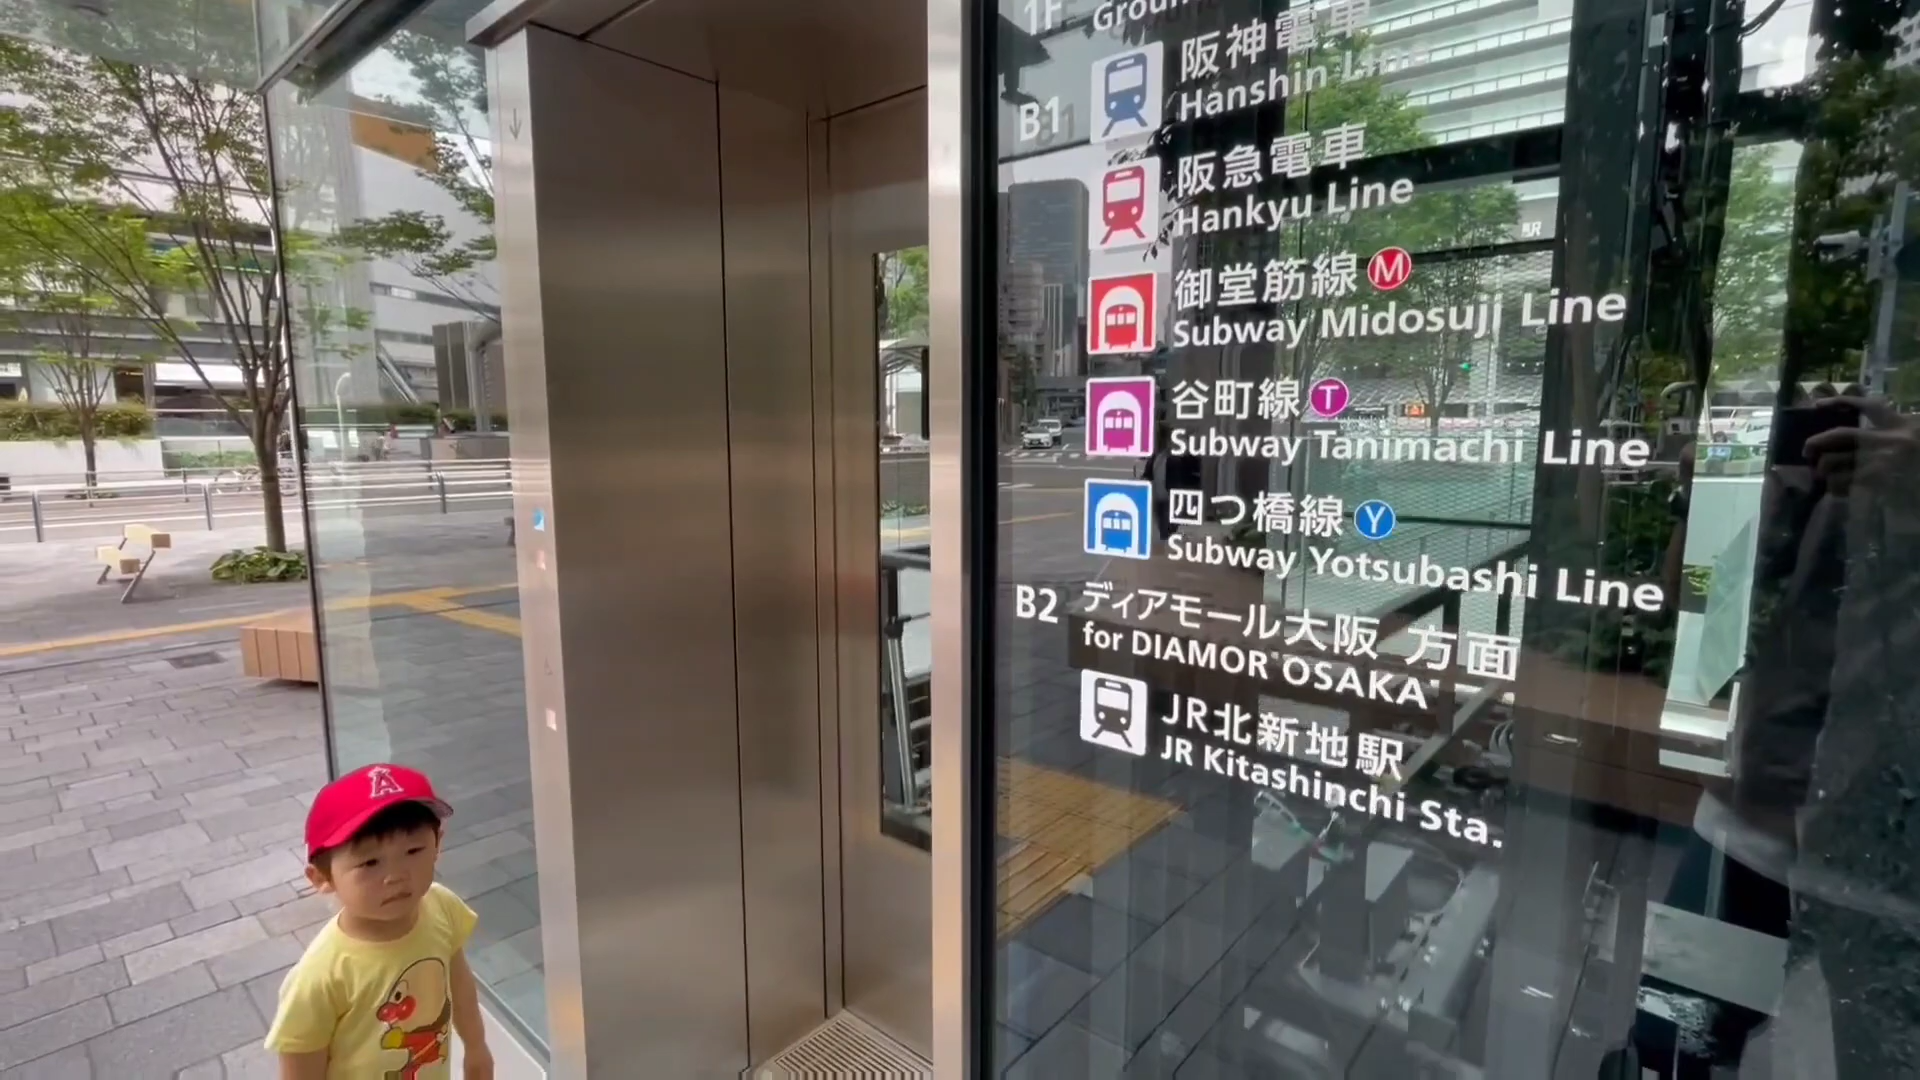 1F Ground
阪神電車
Hanshin Line
B1
阪急電車
Hankyu Line
御堂筋線 M
Subway Midosuji Line
谷町線 T
Subway Tanimachi Line
四つ橋線 Y
Subway Yotsubashi Line
B2 ディアモール大阪 方面
for DIAMOR OSAKA
JR北新地駅
JR Kitashinchi Sta.
A